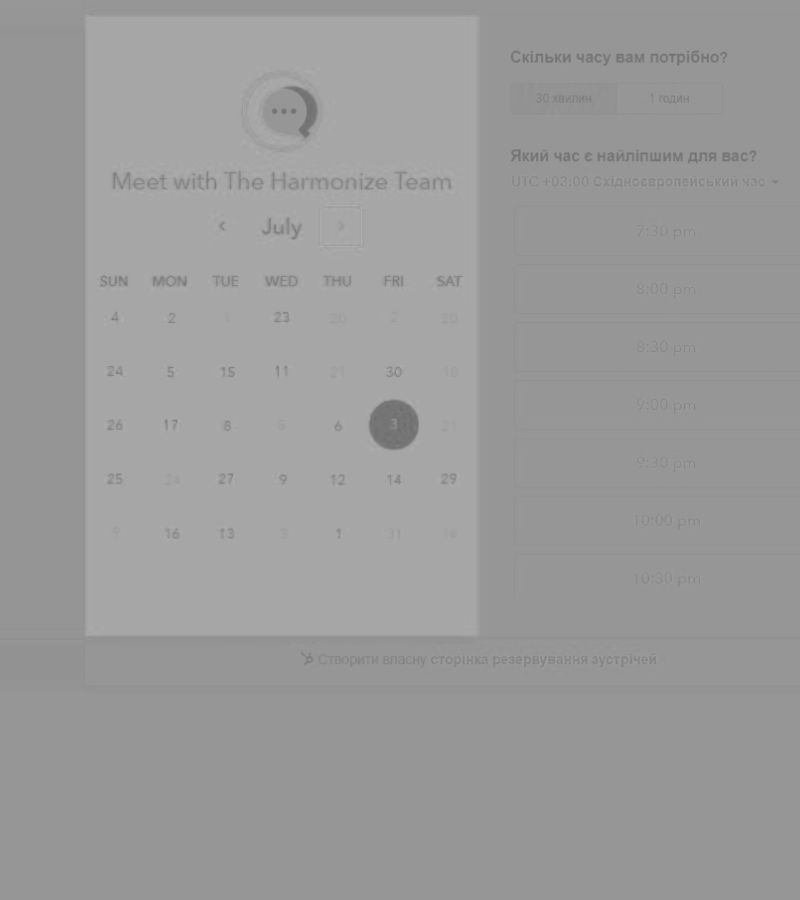 Meet with The Harmonize Team
July
SUN MON TUE WED THU FRI SAT
4 2 1 23 20 2 20
24 5 15 11 21 30 18
26 17 8 6 3 21
25 24 27 9 12 14 29
16 13 3 1 31
Скільки часу вам потрібно?
30 хвилин 1 годин
Який час є найліпшим для вас?
UTC +03:00 Східноєвропейський час
7:30 pm
8:00 pm
8:30 pm
9:00 pm
9:30 pm
10:00 pm
10:30 pm
Створити власну сторінка резервування зустрічей